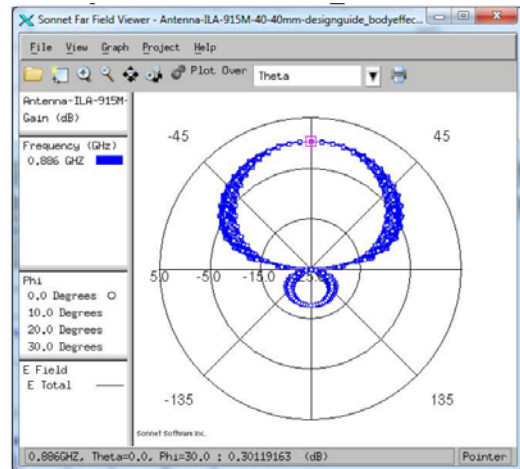 Sonnet Far Field Viewer - Antenna-ILA-915M-40-40mm-designguide_bodyeffec...
File View Graph Project Help
Plot Over Theta
Antenna-ILA-915M-
Gain (dB)
Frequency (GHz)
0.886 GHZ
Phi
0.0 Degrees
10.0 Degrees
20.0 Degrees
30.0 Degrees
E Field
E Total
-45
45
5.0 -5.0 -15.0 -25.0
-135
135
Sonnet Software Inc.
0.886GHZ, Theta=0.0, Phi=30.0 : 0.30119163 (dB) Pointer